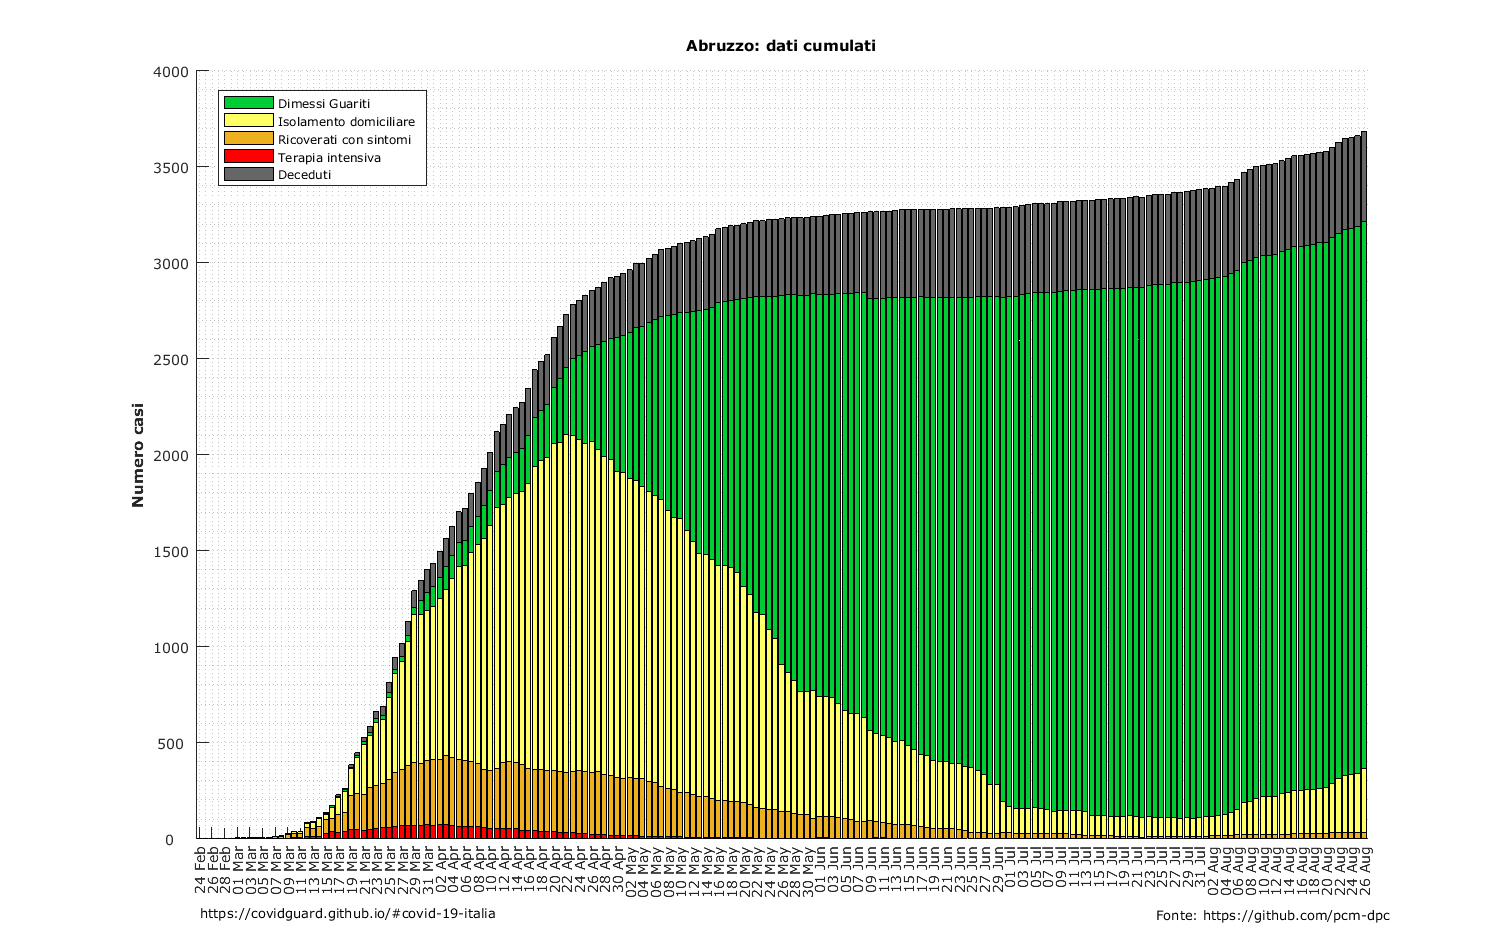 Abruzzo: dati cumulati
4000
3500
3000
2500
2000
1500
1000
500
0
Numero casi
Dimessi Guariti
Isolamento domiciliare
Ricoverati con sintomi
Terapia intensiva
Deceduti
24 Feb
26 Feb
28 Feb
01 Mar
03 Mar
05 Mar
07 Mar
09 Mar
11 Mar
13 Mar
15 Mar
17 Mar
19 Mar
21 Mar
23 Mar
25 Mar
27 Mar
29 Mar
31 Mar
02 Apr
04 Apr
06 Apr
08 Apr
10 Apr
12 Apr
14 Apr
16 Apr
18 Apr
20 Apr
22 Apr
24 Apr
26 Apr
28 Apr
30 Apr
02 May
04 May
06 May
08 May
10 May
12 May
14 May
16 May
18 May
20 May
22 May
24 May
26 May
28 May
30 May
01 Jun
03 Jun
05 Jun
07 Jun
09 Jun
11 Jun
13 Jun
15 Jun
17 Jun
19 Jun
21 Jun
23 Jun
25 Jun
27 Jun
29 Jun
01 Jul
03 Jul
05 Jul
07 Jul
09 Jul
11 Jul
13 Jul
15 Jul
17 Jul
19 Jul
21 Jul
23 Jul
25 Jul
27 Jul
29 Jul
31 Jul
02 Aug
04 Aug
06 Aug
08 Aug
10 Aug
12 Aug
14 Aug
16 Aug
18 Aug
20 Aug
22 Aug
24 Aug
26 Aug
https://covidguard.github.io/#covid-19-italia
Fonte: https://github.com/pcm-dpc